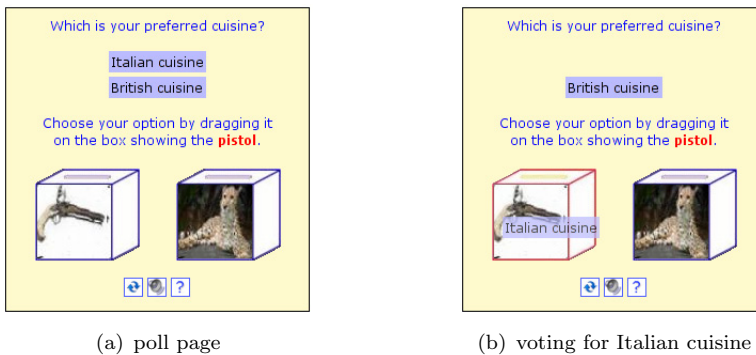 Which is your preferred cuisine?
Italian cuisine
British cuisine
Choose your option by dragging it
on the box showing the pistol.
?
(a) poll page
Which is your preferred cuisine?
British cuisine
Choose your option by dragging it
on the box showing the pistol.
Italian cuisine
?
(b) voting for Italian cuisine